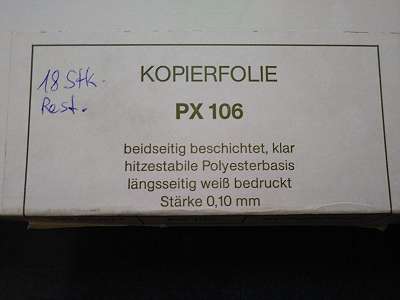 18 Stk.
Rest.
KOPIERFOLIE
PX 106
beidseitig beschichtet, klar
hitzestabile Polyesterbasis
längsseitig weiß bedruckt
Stärke 0,10 mm